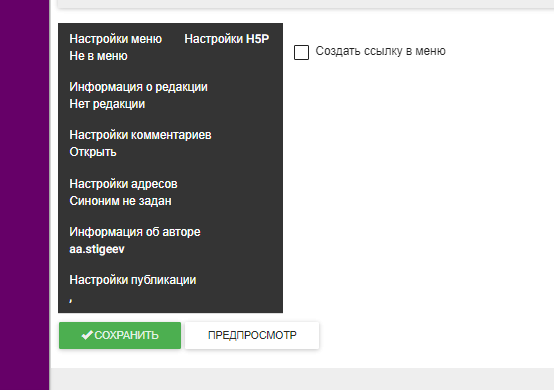 Настройки меню Настройки H5P
Не в меню
Создать ссылку в меню
Информация о редакции
Нет редакции
Настройки комментариев
Открыть
Настройки адресов
Синоним не задан
Информация об авторе
aa.stigeev
Настройки публикации
,
СОХРАНИТЬ
ПРЕДПРОСМОТР